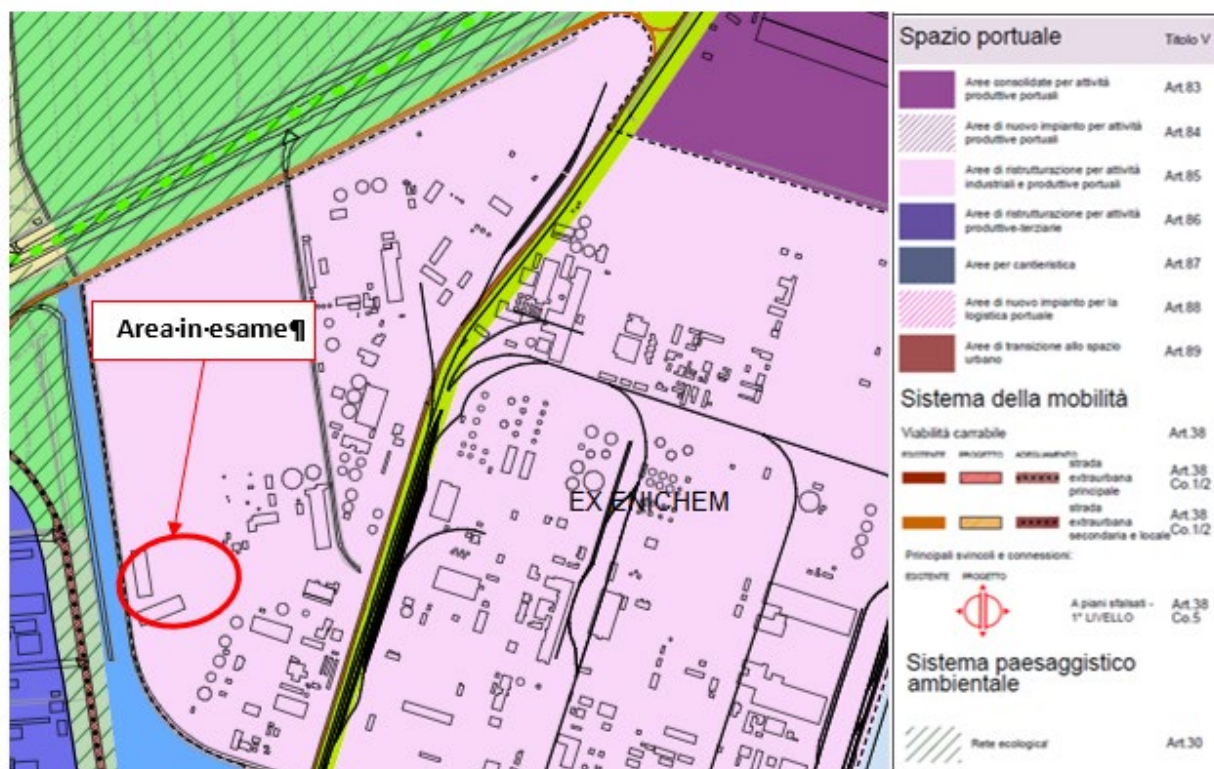 Area·in·esame¶
EX ENICHEM
Spazio portuale Titolo V
Aree consolidate per attività
produttive portuali Art.83
Aree di nuovo impianto per attività
produttive portuali Art.84
Aree di ristrutturazione per attività
industriali e produttive portuali Art.85
Aree di ristrutturazione per attività
produttive-terziarie Art.86
Aree per cantieristica Art.87
Aree di nuovo impianto per la
logistica portuale Art.88
Aree di transizione allo spazio
urbano Art.89
Sistema della mobilità
Viabilità carrabile Art.38
ESISTENTE PROGETTO ADEGUAMENTO
strada
extraurbana
principale Art.38
Co.1/2
strada
extraurbana
secondaria e locale Art.38
Co.1/2
Principali svincoli e connessioni:
ESISTENTE PROGETTO
A piani sfalsati -
1° LIVELLO Art.38
Co.5
Sistema paesaggistico
ambientale
Rete ecologica Art.30